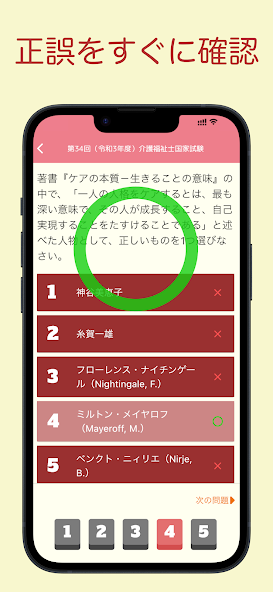 正誤をすぐに確認
第34回（令和3年度）介護福祉士国家試験
著書『ケアの本質－生きることの意味』の
中で、「一人の人格をケアするとは、最も
深い意味で、その人が成長すること、自己
実現することをたすけることである」と述
べた人物として、正しいものを1つ選びな
さい。
1 神谷美恵子
2 糸賀一雄
3 フローレンス・ナイチンゲー
ル（Nightingale, F.）
4 ミルトン・メイヤロフ
（Mayeroff, M.）
5 ベンクト・ニィリエ（Nirje,
B.）
次の問題
1 2 3 4 5